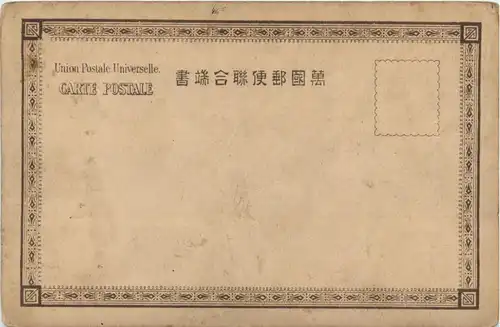 Union Postale Universelle.
CARTE POSTALE
書端合聯便郵國萬